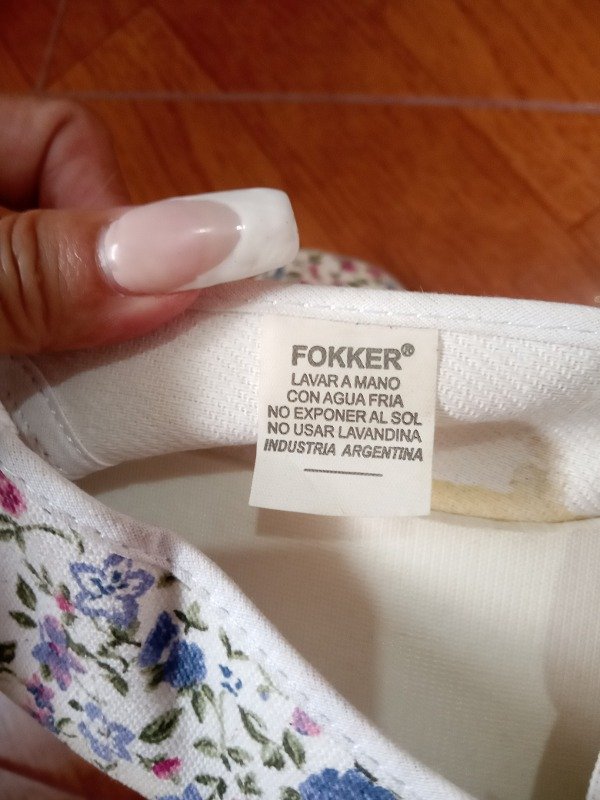 FOKKER®
LAVAR A MANO
CON AGUA FRIA
NO EXPONER AL SOL
NO USAR LAVANDINA
INDUSTRIA ARGENTINA